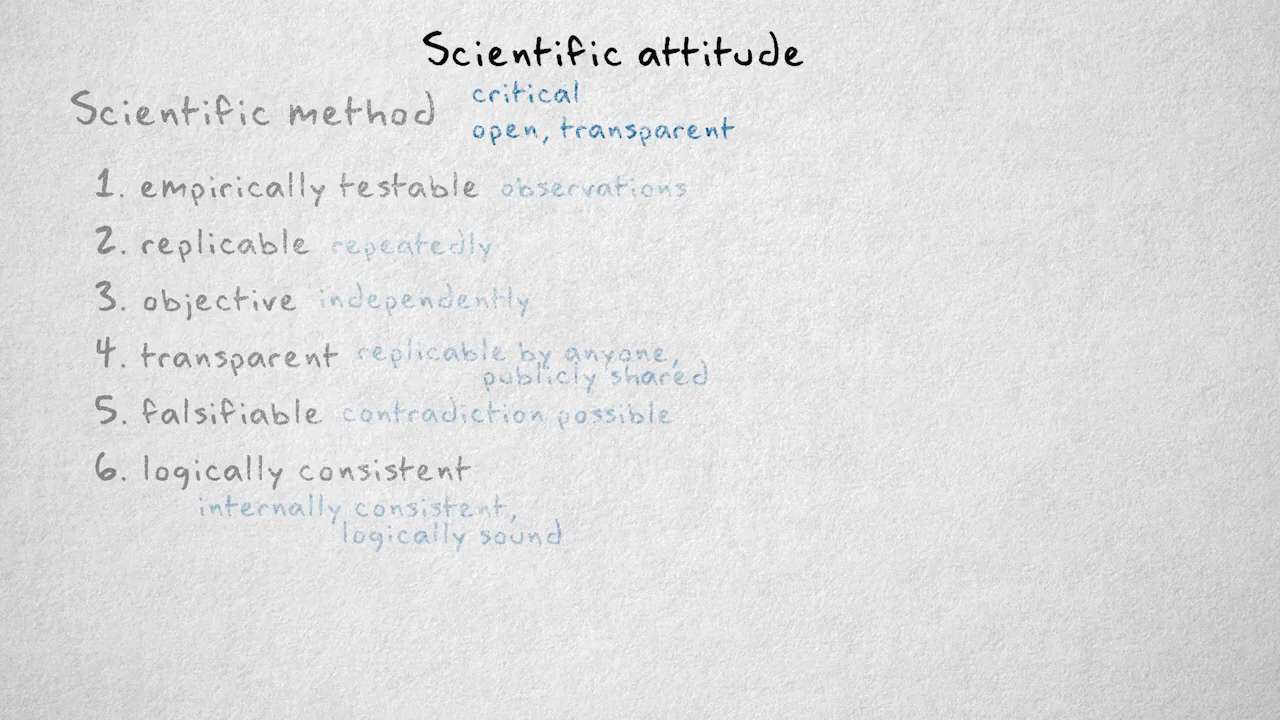 Scientific attitude
critical
Scientific method
open, transparent
1. empirically testable observations
2. replicable repeatedly
3. objective independently
4. transparent replicable by anyone,
publicly shared
5. falsifiable contradiction possible
6. logically consistent
internally consistent,
logically sound